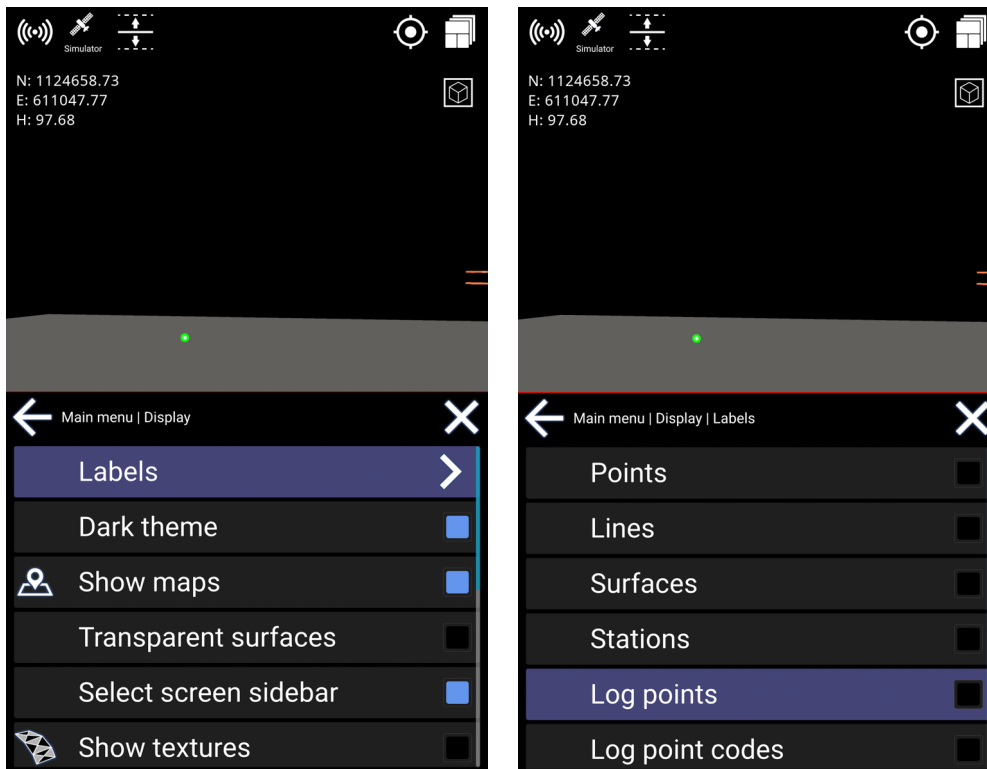 Simulator
N: 1124658.73
E: 611047.77
H: 97.68
Main menu | Display
Labels
Dark theme
Show maps
Transparent surfaces
Select screen sidebar
Show textures
Simulator
N: 1124658.73
E: 611047.77
H: 97.68
Main menu | Display | Labels
Points
Lines
Surfaces
Stations
Log points
Log point codes